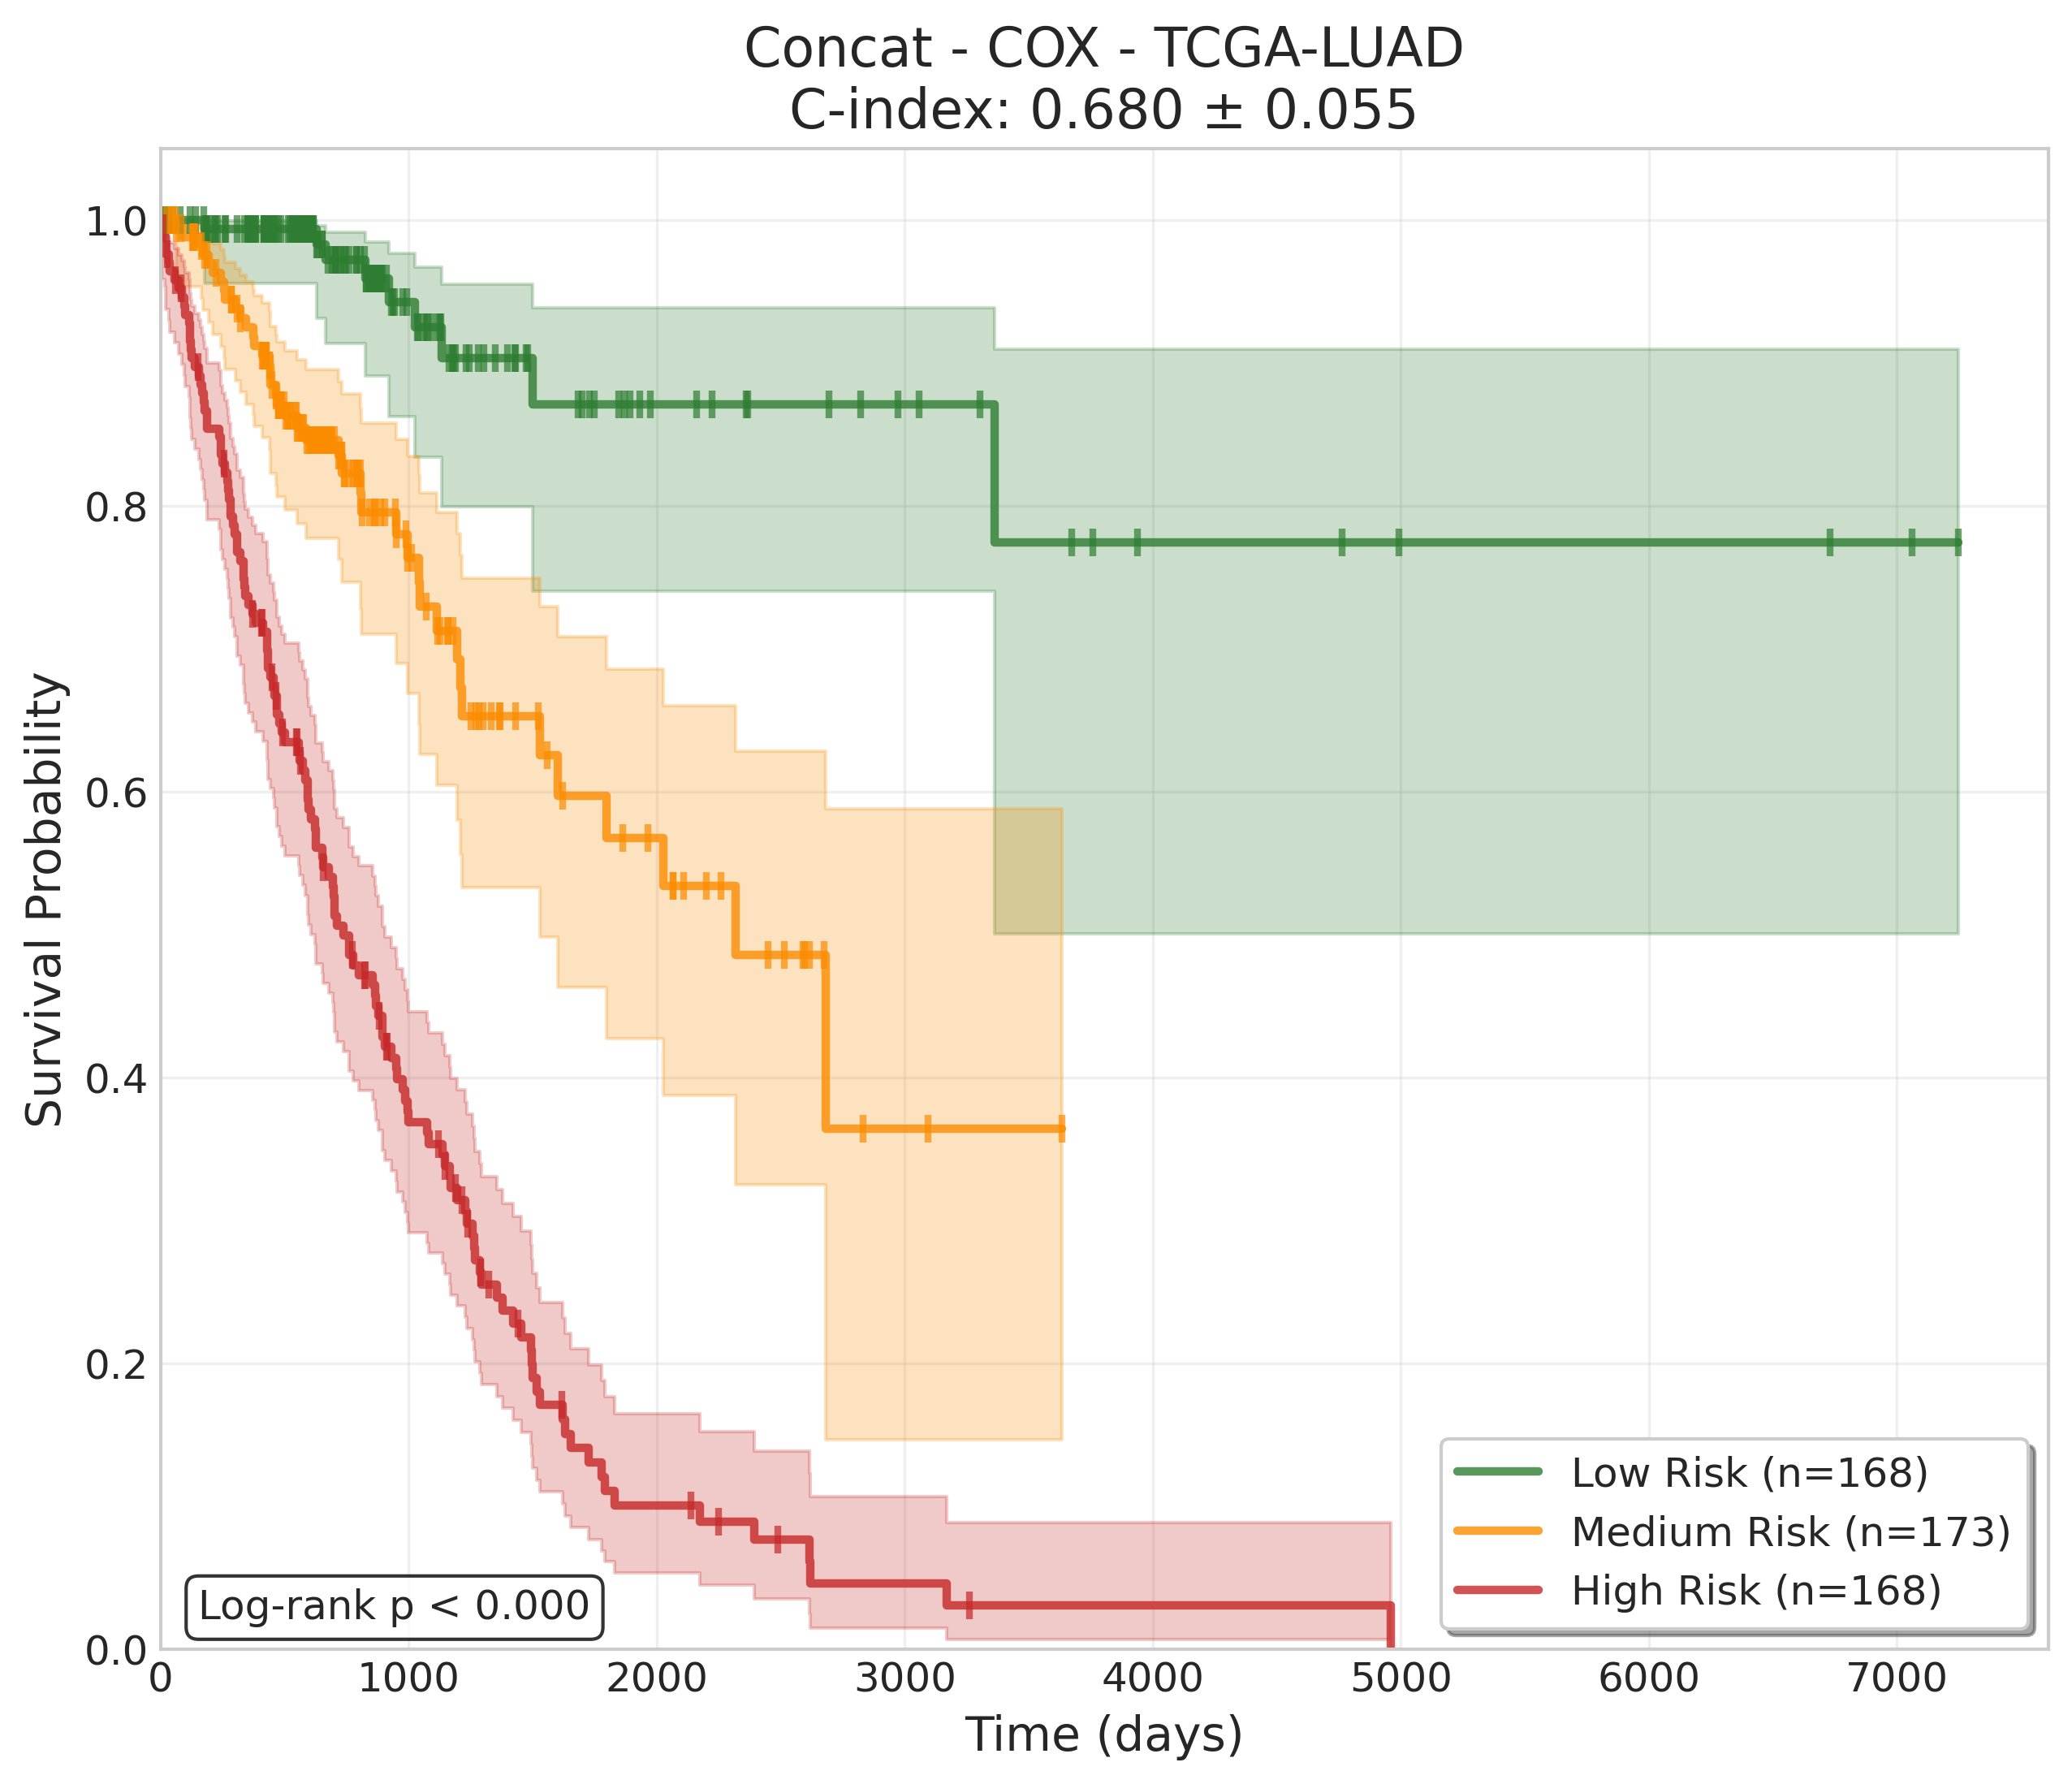 Concat - COX - TCGA-LUAD
C-index: 0.680 ± 0.055
Survival Probability
1.0
0.8
0.6
0.4
0.2
0.0
Log-rank p < 0.000
Low Risk (n=168)
Medium Risk (n=173)
High Risk (n=168)
0 1000 2000 3000 4000 5000 6000 7000
Time (days)